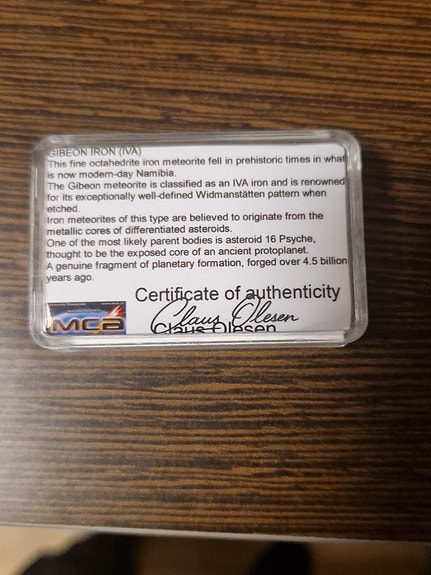 GIBEON IRON (IVA)
This fine octahedrite iron meteorite fell in prehistoric times in what
is now modern-day Namibia.
The Gibeon meteorite is classified as an IVA iron and is renowned
for its exceptionally well-defined Widmanstätten pattern when
etched.
Iron meteorites of this type are believed to originate from the
metallic cores of differentiated asteroids.
One of the most likely parent bodies is asteroid 16 Psyche,
thought to be the exposed core of an ancient protoplanet.
A genuine fragment of planetary formation, forged over 4.5 billion
years ago.
Certificate of authenticity
Claus Olesen
Claus Olesen
MCA